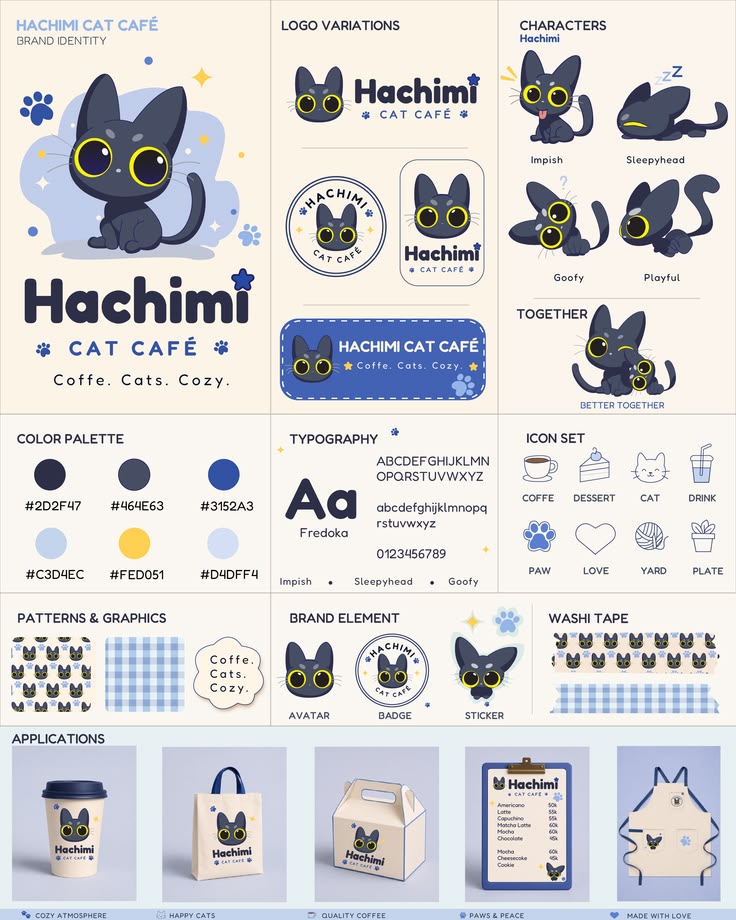 HACHIMI CAT CAFÉ
BRAND IDENTITY
Hachimi
CAT CAFÉ
Coffe. Cats. Cozy.
LOGO VARIATIONS
Hachimi
CAT CAFÉ
HACHIMI
CAT CAFÉ
Hachimi
CAT CAFÉ
HACHIMI CAT CAFÉ
Coffe. Cats. Cozy.
CHARACTERS
Hachimi
zzZ
Impish
Sleepyhead
?
Goofy
Playful
TOGETHER
BETTER TOGETHER
COLOR PALETTE
#2D2F47
#464E63
#3152A3
#C3D4EC
#FED051
#D4DFF4
TYPOGRAPHY
Aa
Fredoka
ABCDEFGHIJKLMN
OPQRSTUVWXYZ
abcdefghijklmnopq
rstuvwxyz
0123456789
Impish • Sleepyhead • Goofy
ICON SET
COFFE
DESSERT
CAT
DRINK
PAW
LOVE
YARD
PLATE
PATTERNS & GRAPHICS
Coffe.
Cats.
Cozy.
BRAND ELEMENT
HACHIMI
CAT CAFÉ
AVATAR
BADGE
STICKER
WASHI TAPE
APPLICATIONS
Hachimi
CAT CAFÉ
Hachimi
CAT CAFÉ
Hachimi
CAT CAFÉ
Hachimi
CAT CAFÉ
Americano 50k
Latte 55k
Capuchino 55k
Matcha Latte 60k
Mocha 60k
Chocolate 45k
Mocha 60k
Cheesecoke 45k
Cookie
COZY ATMOSPHERE
HAPPY CATS
QUALITY COFFEE
PAWS & PEACE
MADE WITH LOVE